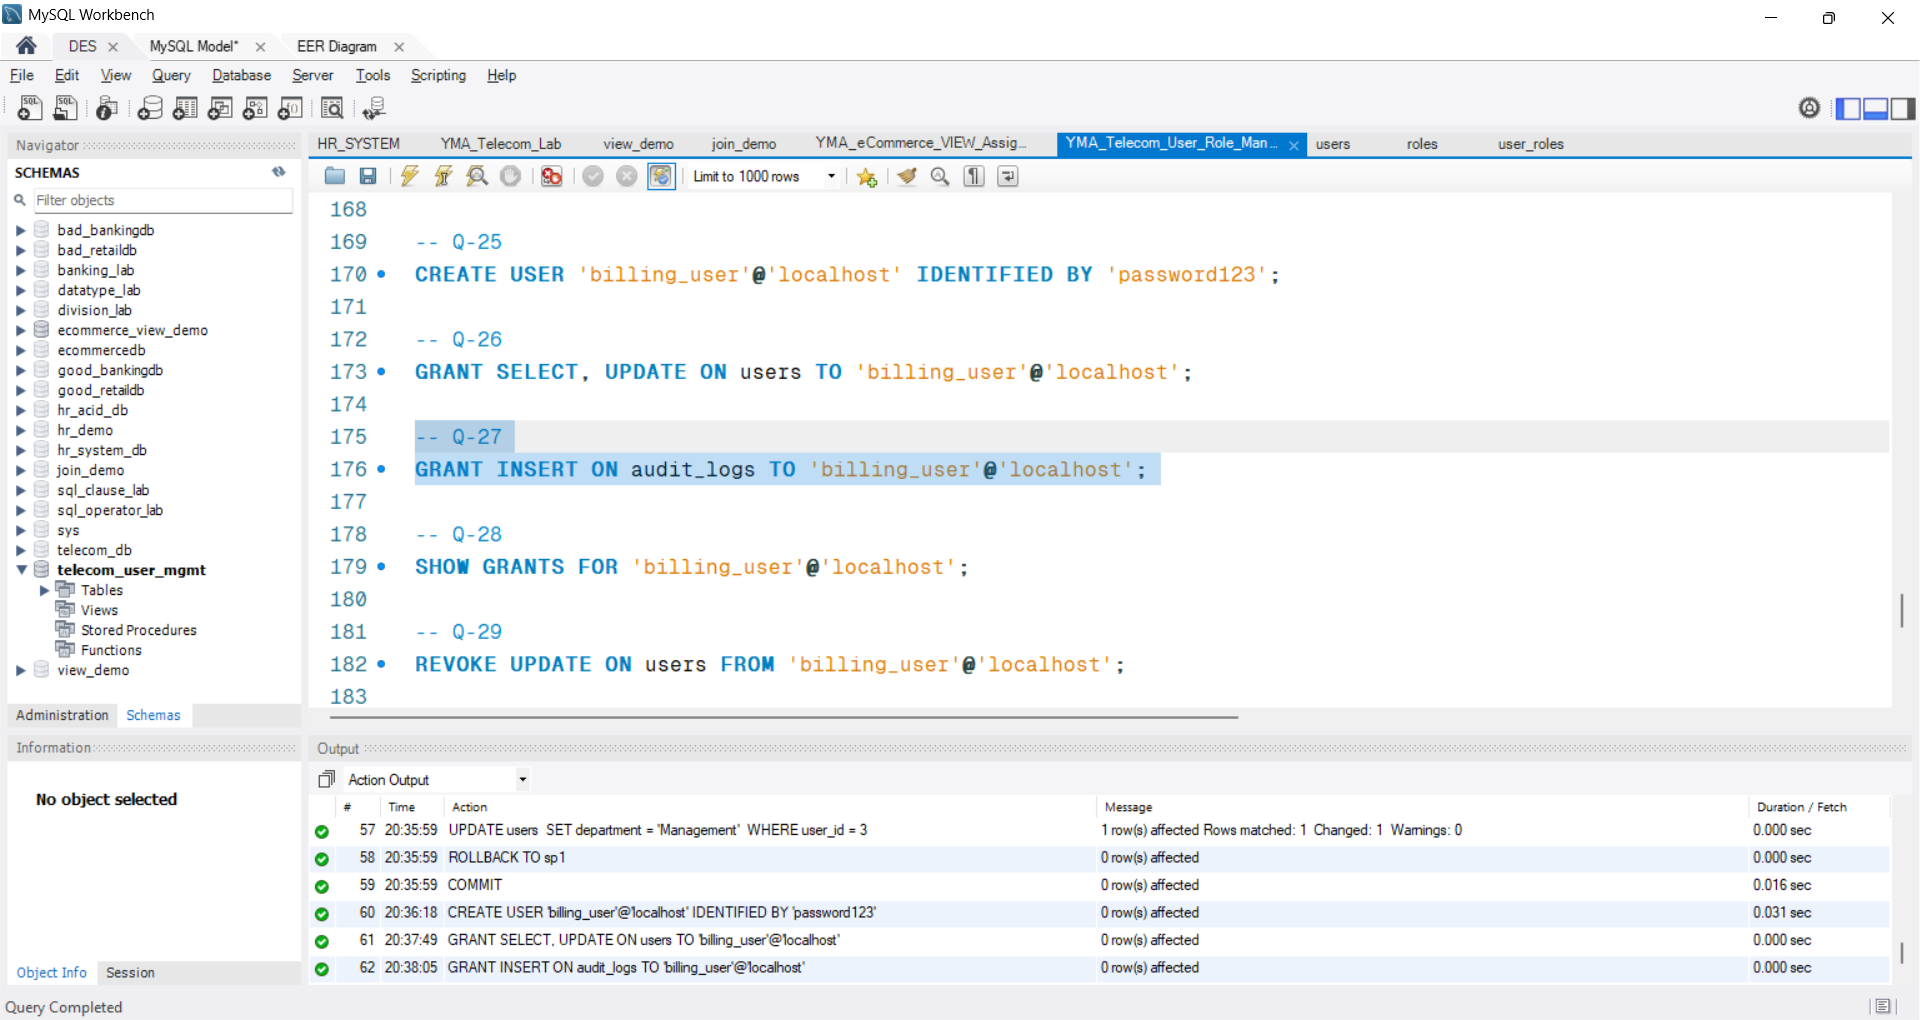 MySQL Workbench
DES
MySQL Model*
EER Diagram
File Edit View Query Database Server Tools Scripting Help
Navigator
SCHEMAS
Filter objects
bad_bankingdb
bad_retaildb
banking_lab
datatype_lab
division_lab
ecommerce_view_demo
ecommercedb
good_bankingdb
good_retaildb
hr_acid_db
hr_demo
hr_system_db
join_demo
sql_clause_lab
sql_operator_lab
sys
telecom_db
telecom_user_mgmt
Tables
Views
Stored Procedures
Functions
view_demo
Administration Schemas
Information
No object selected
Object Info Session
Query Completed
HR_SYSTEM YMA_Telecom_Lab view_demo join_demo YMA_eCommerce_VIEW_Assig... YMA_Telecom_User_Role_Man... users roles user_roles
Limit to 1000 rows
168
169 -- Q-25
170 CREATE USER 'billing_user'@'localhost' IDENTIFIED BY 'password123';
171
172 -- Q-26
173 GRANT SELECT, UPDATE ON users TO 'billing_user'@'localhost';
174
175 -- Q-27
176 GRANT INSERT ON audit_logs TO 'billing_user'@'localhost';
177
178 -- Q-28
179 SHOW GRANTS FOR 'billing_user'@'localhost';
180
181 -- Q-29
182 REVOKE UPDATE ON users FROM 'billing_user'@'localhost';
183
Output
Action Output
# Time Action Message Duration / Fetch
57 20:35:59 UPDATE users SET department = 'Management' WHERE user_id = 3 1 row(s) affected Rows matched: 1 Changed: 1 Warnings: 0 0.000 sec
58 20:35:59 ROLLBACK TO sp1 0 row(s) affected 0.000 sec
59 20:35:59 COMMIT 0 row(s) affected 0.016 sec
60 20:36:18 CREATE USER 'billing_user'@'localhost' IDENTIFIED BY 'password123' 0 row(s) affected 0.031 sec
61 20:37:49 GRANT SELECT, UPDATE ON users TO 'billing_user'@'localhost' 0 row(s) affected 0.000 sec
62 20:38:05 GRANT INSERT ON audit_logs TO 'billing_user'@'localhost' 0 row(s) affected 0.000 sec